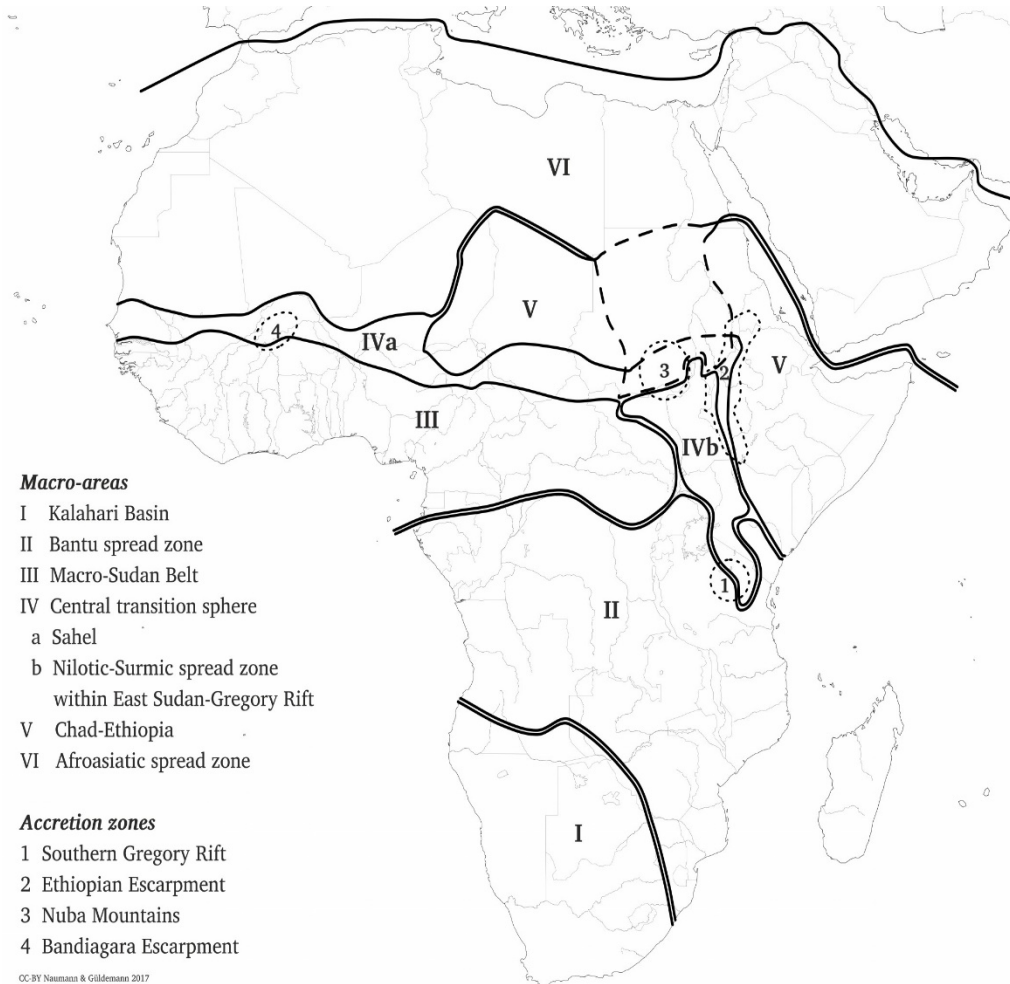 VI
V
IVa
4
3
2
V
III
IVb
1
II
I
Macro-areas
I Kalahari Basin
II Bantu spread zone
III Macro-Sudan Belt
IV Central transition sphere
a Sahel
b Nilotic-Surmic spread zone
within East Sudan-Gregory Rift
V Chad-Ethiopia
VI Afroasiatic spread zone
Accretion zones
1 Southern Gregory Rift
2 Ethiopian Escarpment
3 Nuba Mountains
4 Bandiagara Escarpment
CC-BY Naumann & Güldemann 2017